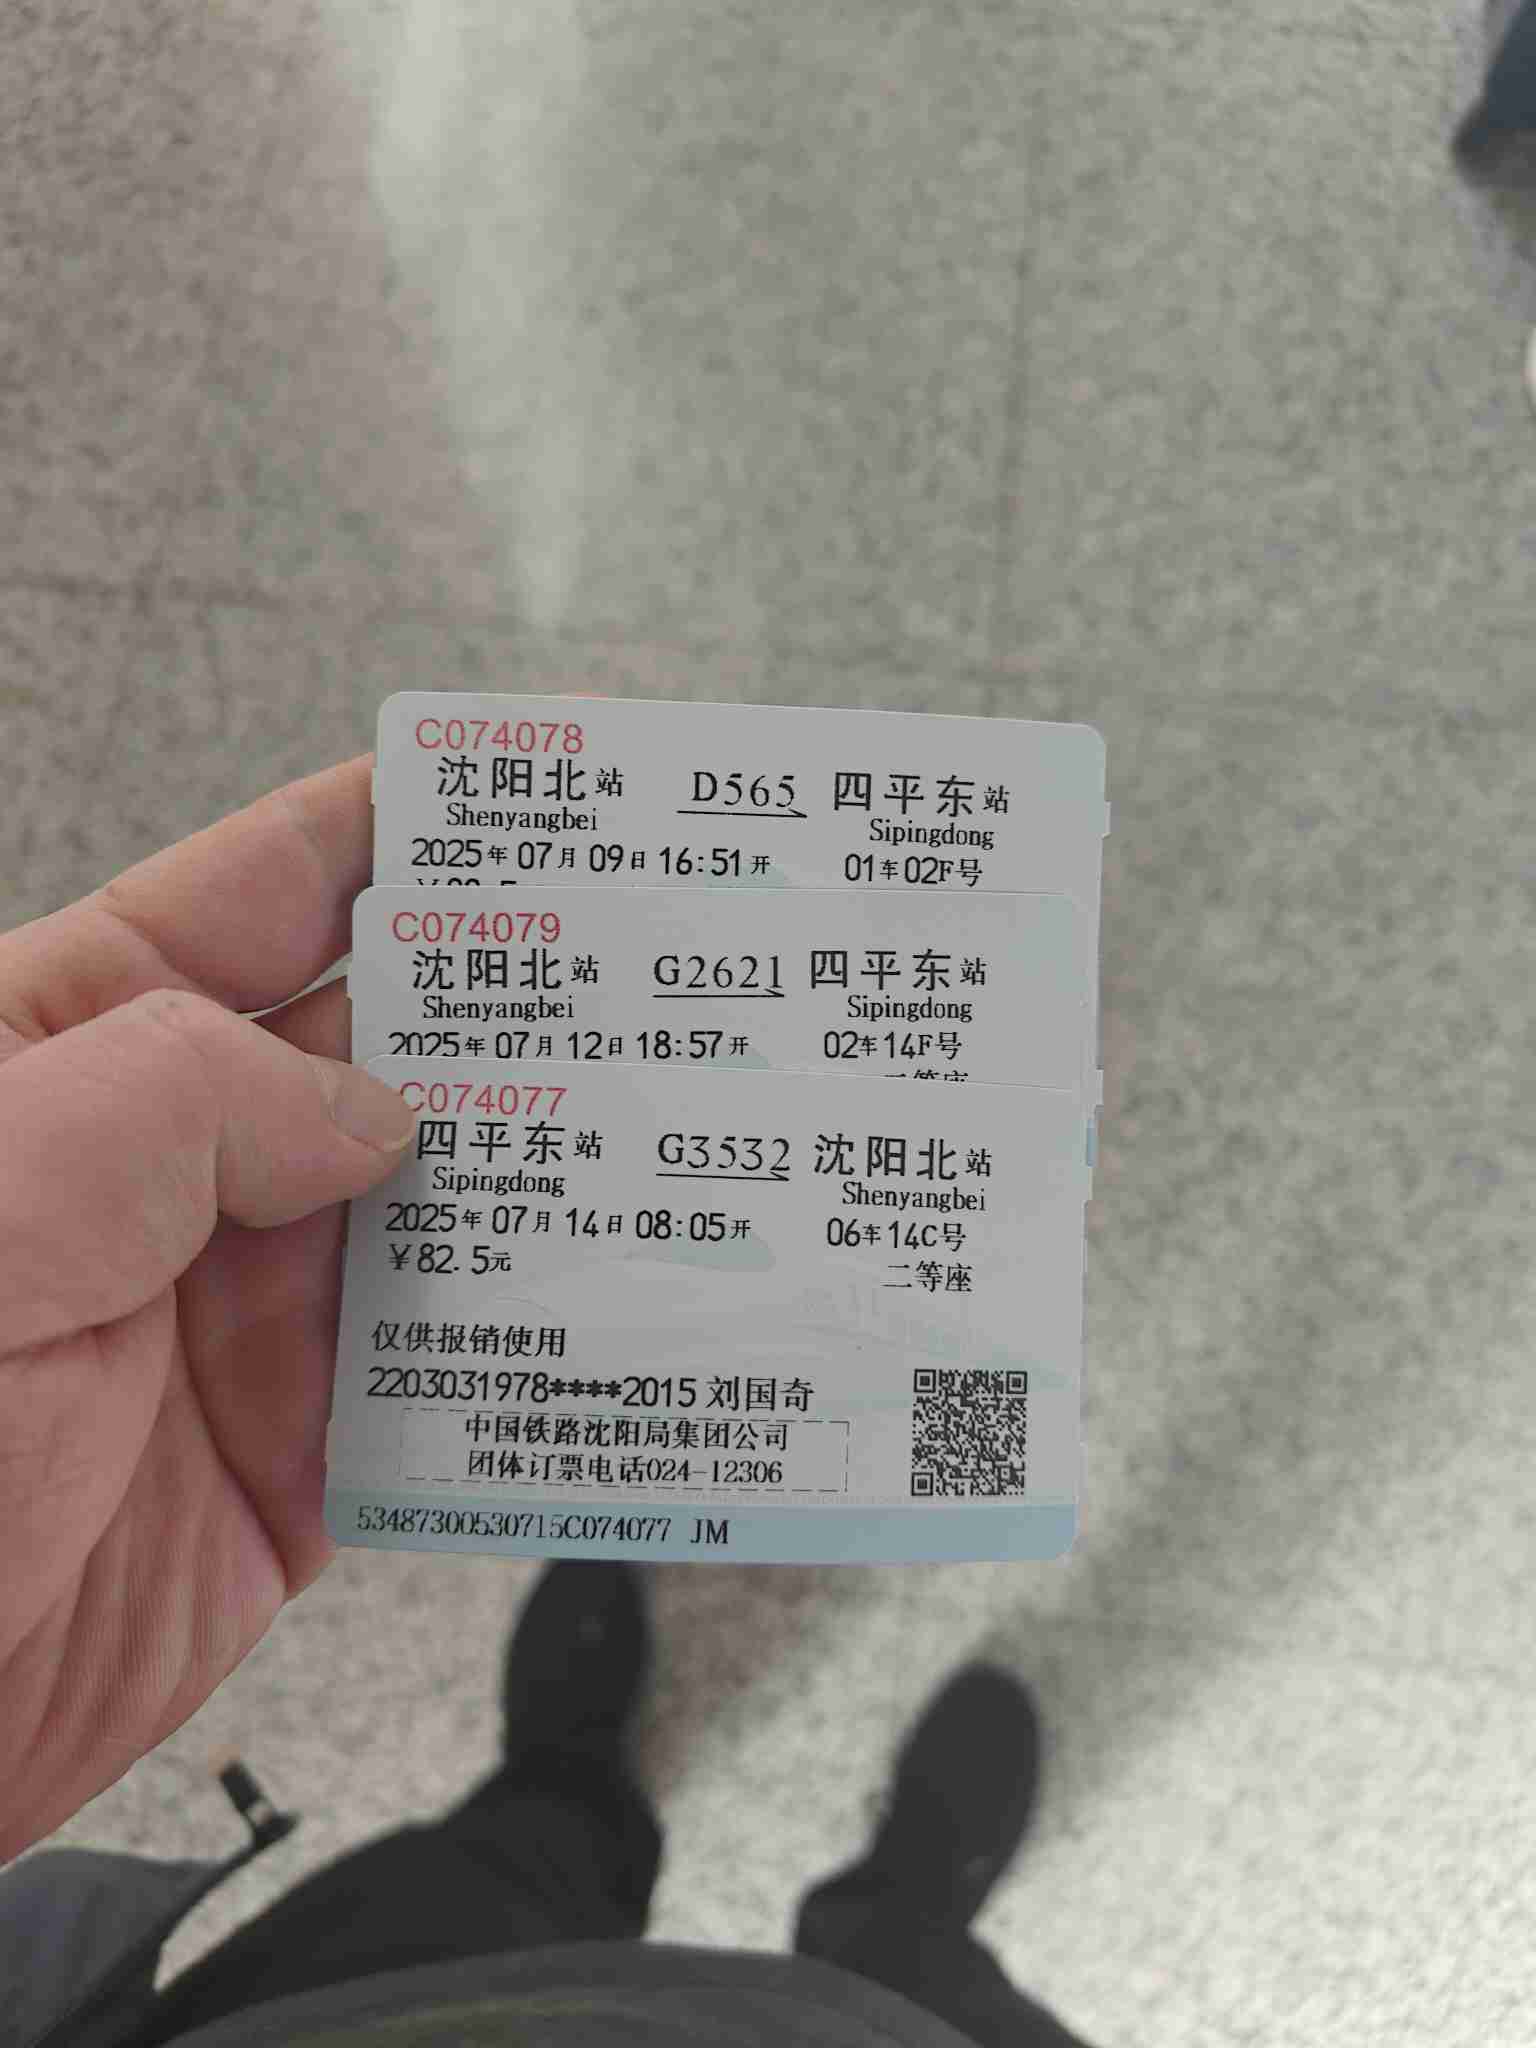 C074078
沈阳北站 D565 四平东站
Shenyangbei Sipingdong
2025年07月09日16:51开 01车02F号
C074079
沈阳北站 G2621 四平东站
Shenyangbei Sipingdong
2025年07月12日18:57开 02车14F号
二等座
C074077
四平东站 G3532 沈阳北站
Sipingdong Shenyangbei
2025年07月14日08:05开 06车14C号
¥82.5元 二等座
仅供报销使用
2203031978****2015 刘国奇
中国铁路沈阳局集团公司
团体订票电话024-12306
53487300530715C074077 JM